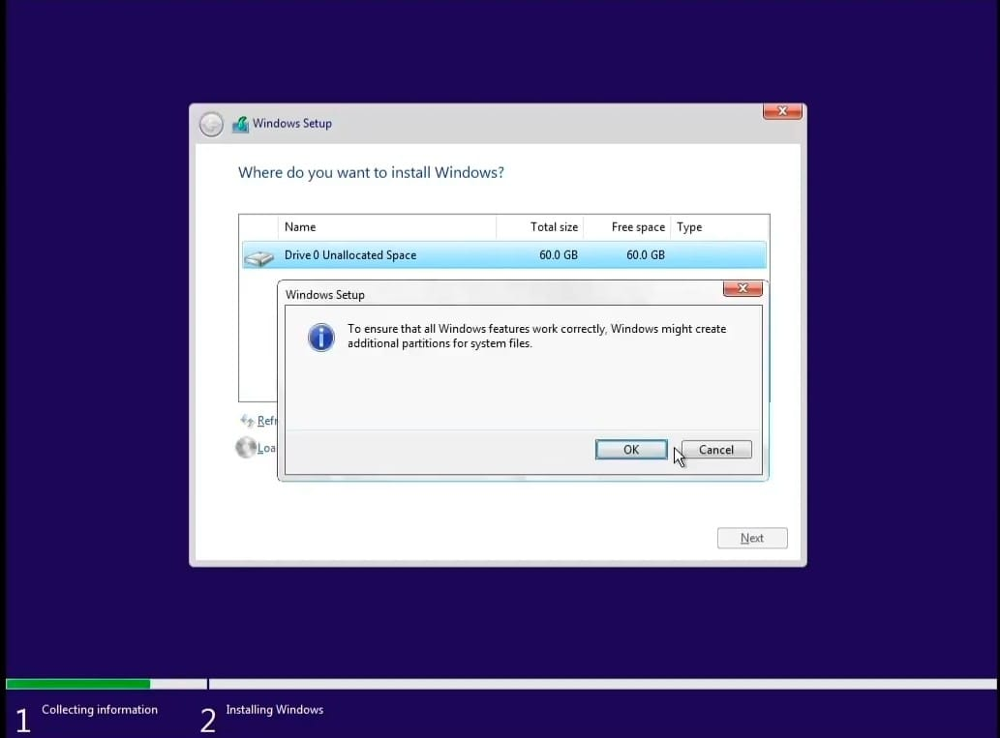 Windows Setup
Where do you want to install Windows?
Name Total size Free space Type
Drive 0 Unallocated Space 60.0 GB 60.0 GB
Windows Setup
To ensure that all Windows features work correctly, Windows might create
additional partitions for system files.
Refr
Loa
OK Cancel
Next
1 Collecting information
2 Installing Windows